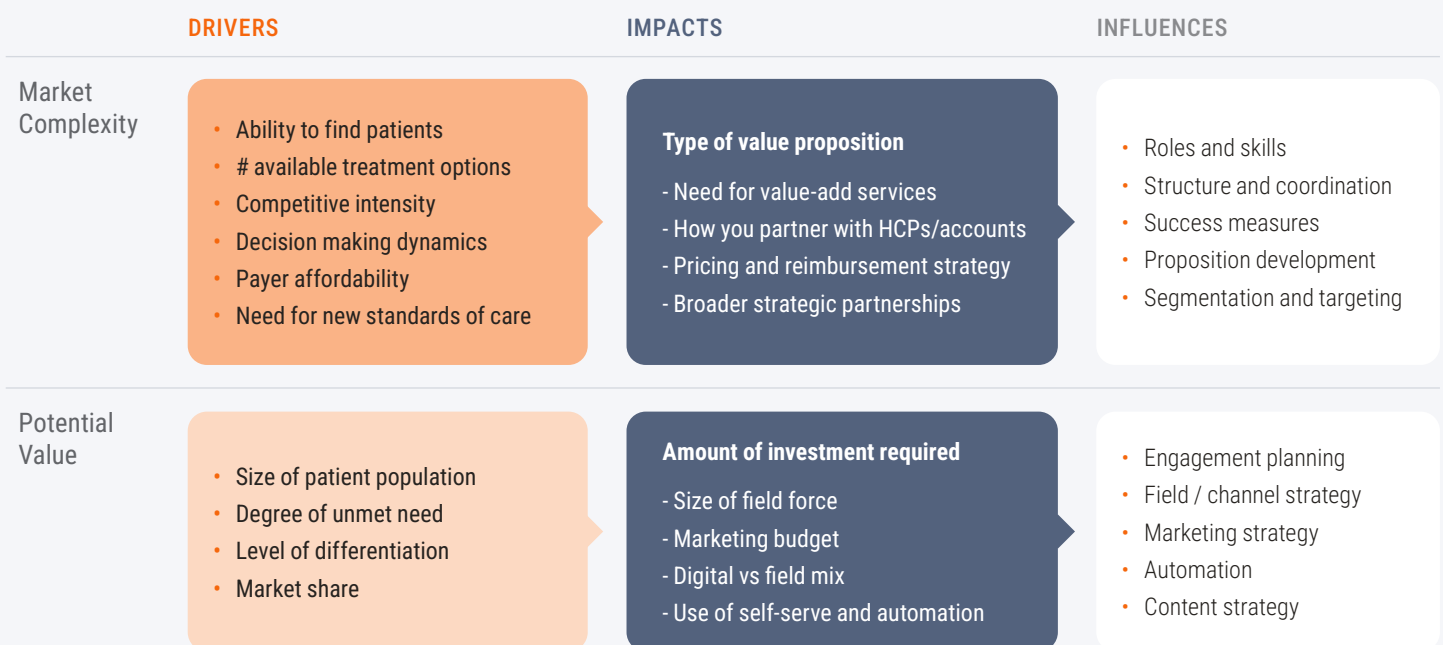 DRIVERS
IMPACTS
INFLUENCES
Market
Complexity
• Ability to find patients
• # available treatment options
• Competitive intensity
• Decision making dynamics
• Payer affordability
• Need for new standards of care
Type of value proposition
- Need for value-add services
- How you partner with HCPs/accounts
- Pricing and reimbursement strategy
- Broader strategic partnerships
• Roles and skills
• Structure and coordination
• Success measures
• Proposition development
• Segmentation and targeting
Potential
Value
• Size of patient population
• Degree of unmet need
• Level of differentiation
• Market share
Amount of investment required
- Size of field force
- Marketing budget
- Digital vs field mix
- Use of self-serve and automation
• Engagement planning
• Field / channel strategy
• Marketing strategy
• Automation
• Content strategy